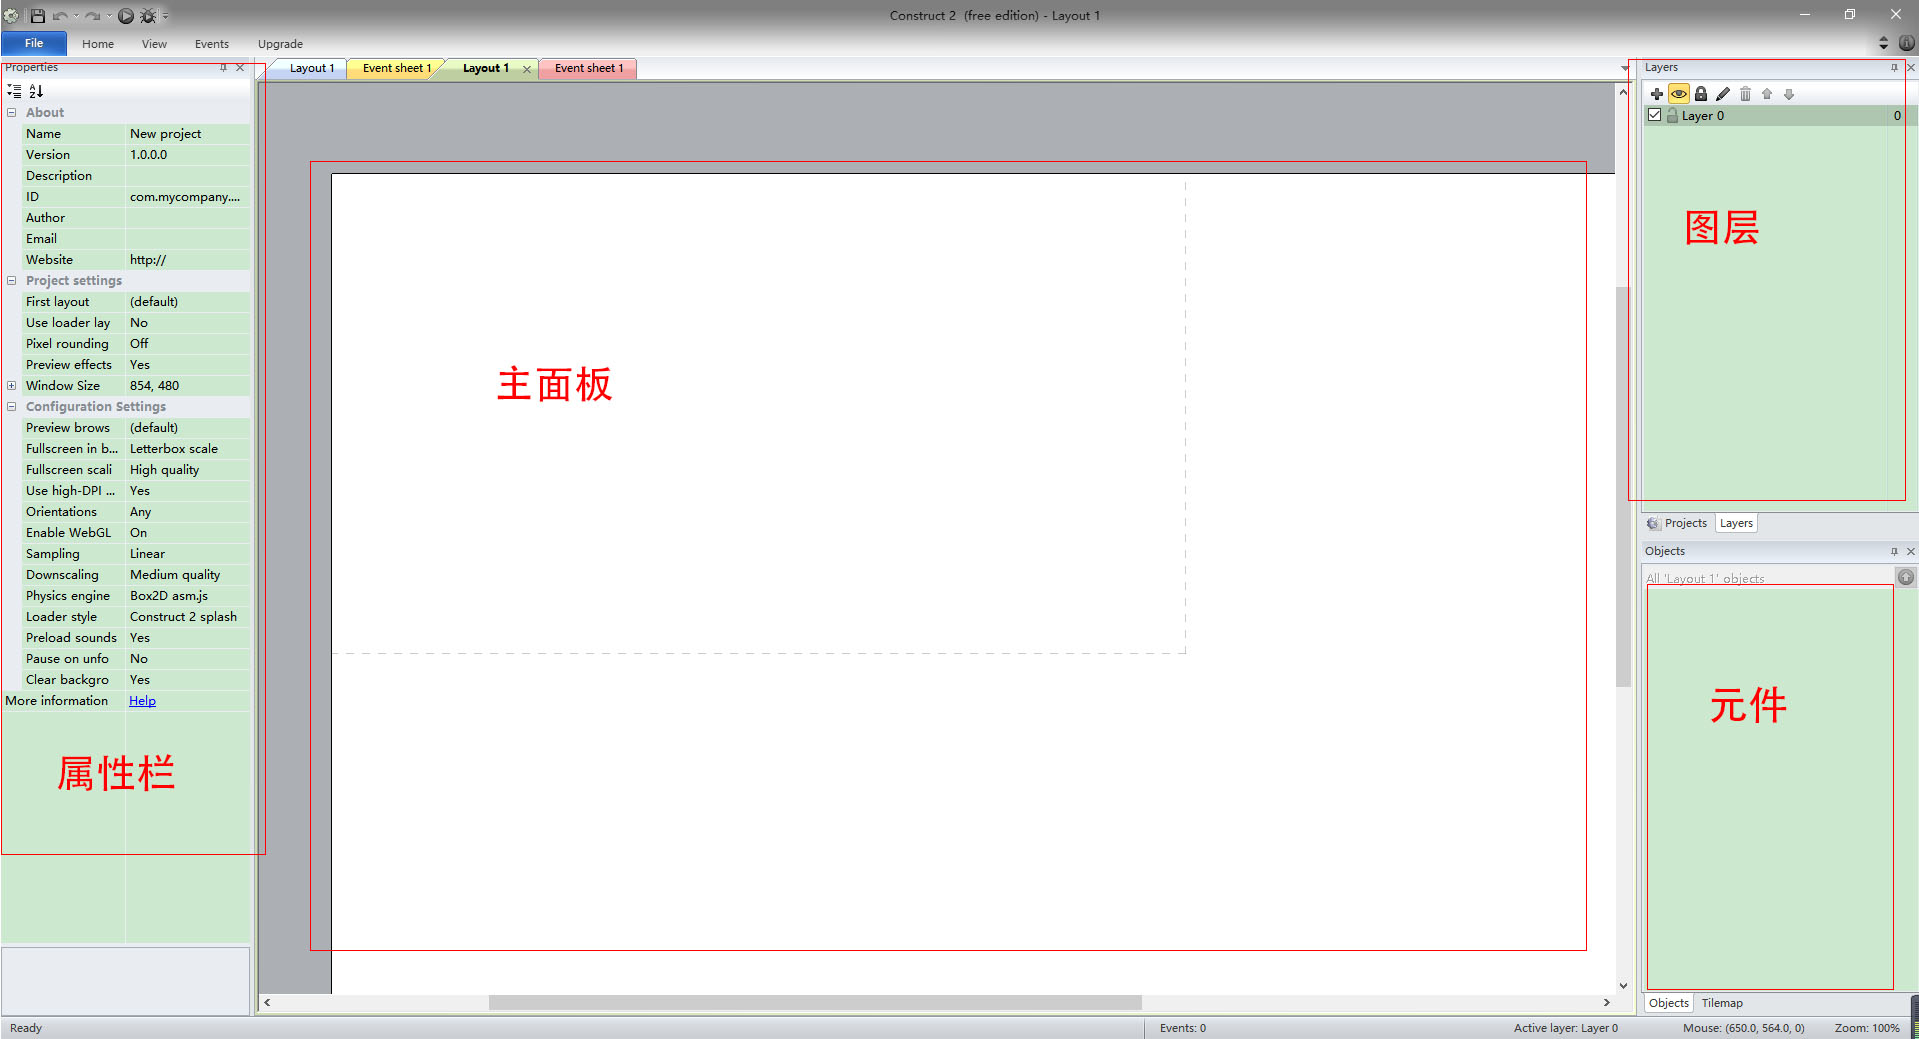 Construct 2 (free edition) - Layout 1
File Home View Events Upgrade
Properties
About
Name New project
Version 1.0.0.0
Description
ID com.mycompany....
Author
Email
Website http://
Project settings
First layout (default)
Use loader lay No
Pixel rounding Off
Preview effects Yes
Window Size 854, 480
Configuration Settings
Preview brows (default)
Fullscreen in b... Letterbox scale
Fullscreen scali High quality
Use high-DPI ... Yes
Orientations Any
Enable WebGL On
Sampling Linear
Downscaling Medium quality
Physics engine Box2D asm.js
Loader style Construct 2 splash
Preload sounds Yes
Pause on unfo No
Clear backgro Yes
More information Help
属性栏
Layout 1 Event sheet 1 Layout 1 Event sheet 1
主面板
Layers
Layer 0 0
图层
Projects Layers
Objects
All 'Layout 1' objects
元件
Objects Tilemap
Ready Events: 0 Active layer: Layer 0 Mouse: (650.0, 564.0, 0) Zoom: 100%